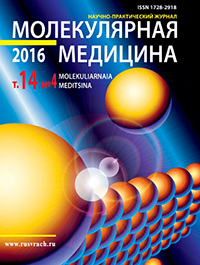 ISSN 1728-2918
НАУЧНО-ПРАКТИЧЕСКИЙ ЖУРНАЛ
МОЛЕКУЛЯРНАЯ
2016 МЕДИЦИНА
т.14 №4 MOLEKULIARNAIA
MEDITSINA
www.rusvrach.ru